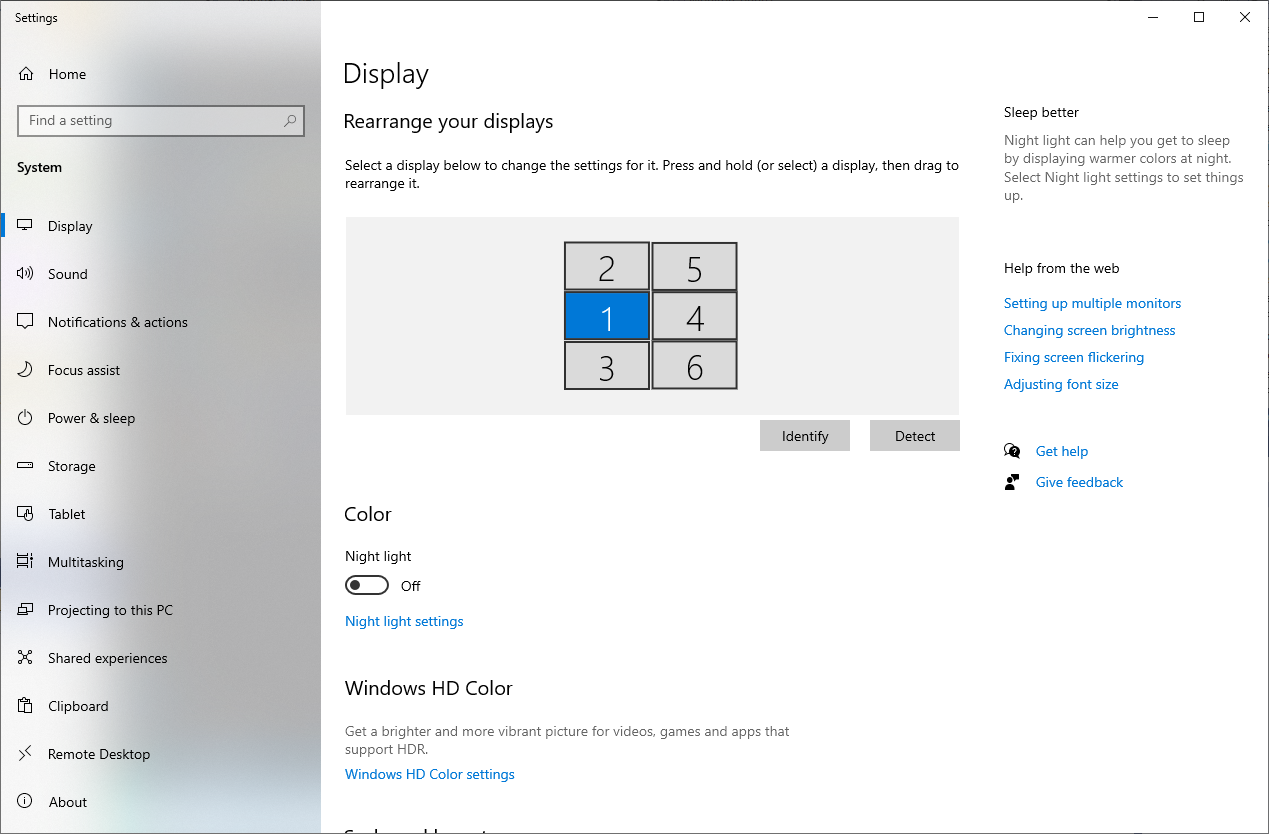 Settings
Home
Find a setting
System
Display
Sound
Notifications & actions
Focus assist
Power & sleep
Storage
Tablet
Multitasking
Projecting to this PC
Shared experiences
Clipboard
Remote Desktop
About
Display
Rearrange your displays
Select a display below to change the settings for it. Press and hold (or select) a display, then drag to
rearrange it.
2 5
1 4
3 6
Identify Detect
Color
Night light
Off
Night light settings
Windows HD Color
Get a brighter and more vibrant picture for videos, games and apps that
support HDR.
Windows HD Color settings
Sleep better
Night light can help you get to sleep
by displaying warmer colors at night.
Select Night light settings to set things
up.
Help from the web
Setting up multiple monitors
Changing screen brightness
Fixing screen flickering
Adjusting font size
Get help
Give feedback